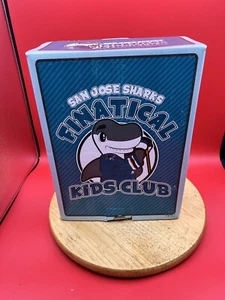 SAN JOSE SHARKS
FINATICAL
KIDS CLUB